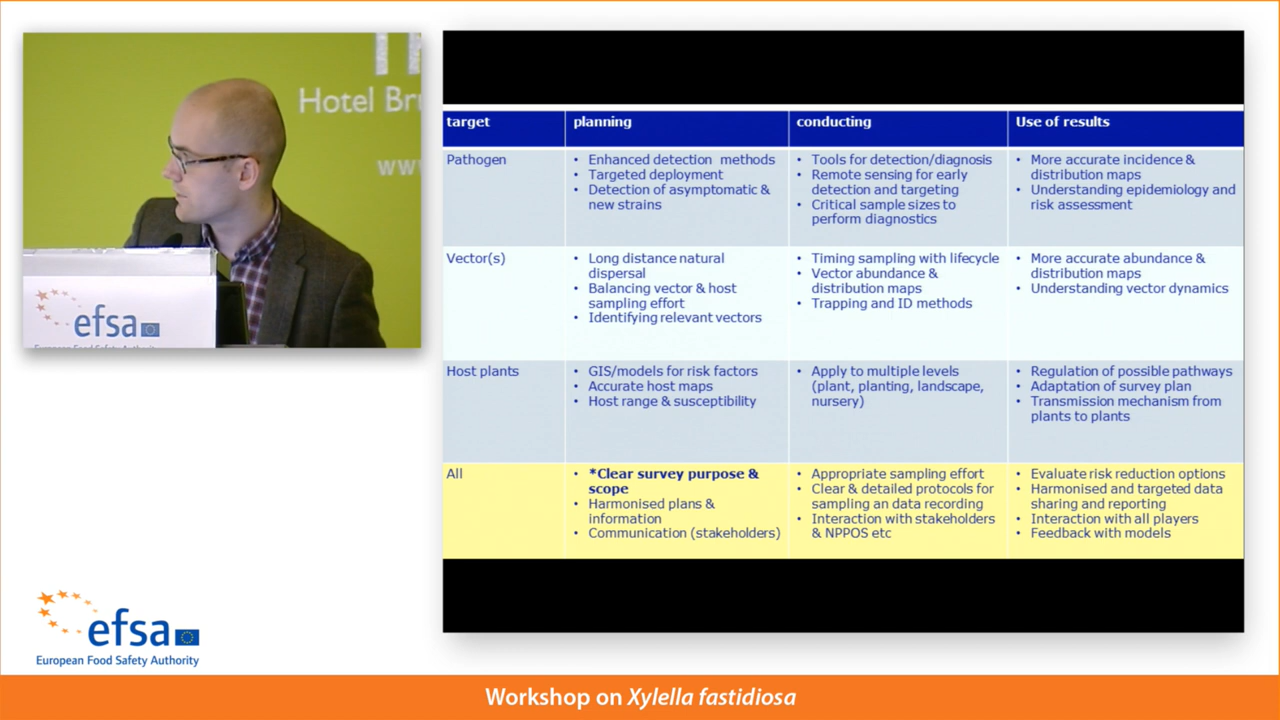 Hotel Bru
www
efsa
European Food Safety Authority
target
planning
conducting
Use of results
Pathogen
• Enhanced detection methods
• Targeted deployment
• Detection of asymptomatic &
new strains
• Tools for detection/diagnosis
• Remote sensing for early
detection and targeting
• Critical sample sizes to
perform diagnostics
• More accurate incidence &
distribution maps
• Understanding epidemiology and
risk assessment
Vector(s)
• Long distance natural
dispersal
• Balancing vector & host
sampling effort
• Identifying relevant vectors
• Timing sampling with lifecycle
• Vector abundance &
distribution maps
• Trapping and ID methods
• More accurate abundance &
distribution maps
• Understanding vector dynamics
Host plants
• GIS/models for risk factors
• Accurate host maps
• Host range & susceptibility
• Apply to multiple levels
(plant, planting, landscape,
nursery)
• Regulation of possible pathways
• Adaptation of survey plan
• Transmission mechanism from
plants to plants
All
• *Clear survey purpose &
scope
• Harmonised plans &
information
• Communication (stakeholders)
• Appropriate sampling effort
• Clear & detailed protocols for
sampling an data recording
• Interaction with stakeholders
& NPPOS etc
• Evaluate risk reduction options
• Harmonised and targeted data
sharing and reporting
• Interaction with all players
• Feedback with models
efsa
European Food Safety Authority
Workshop on Xylella fastidiosa